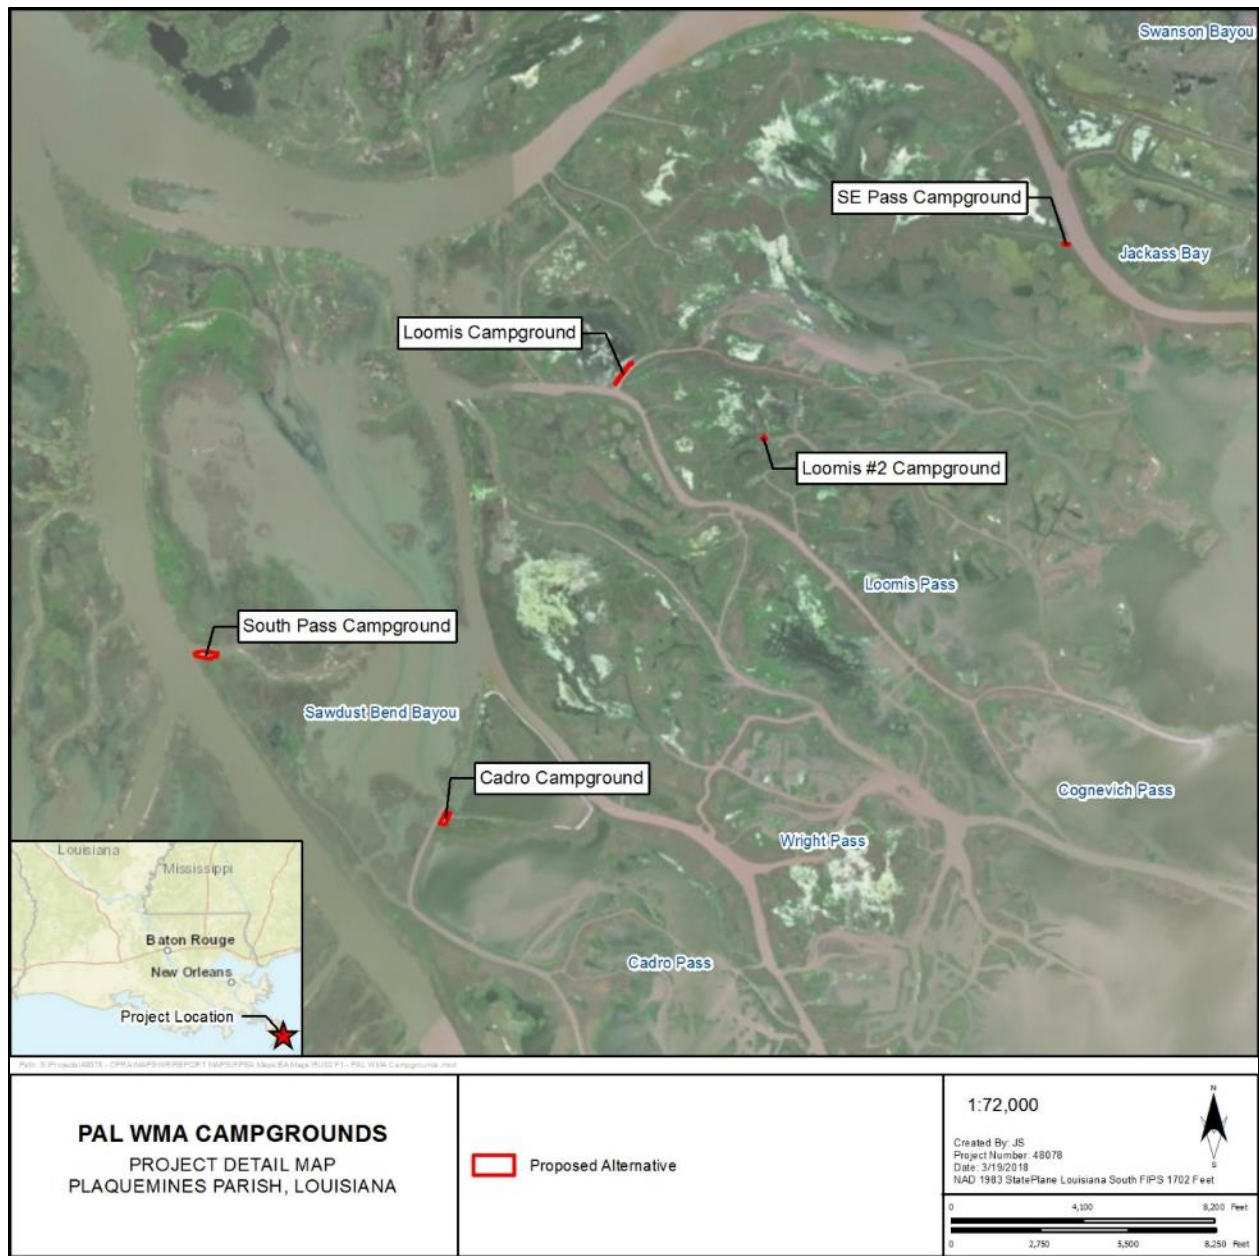 Swanson Bayou
SE Pass Campground
Jackass Bay
Loomis Campground
Loomis #2 Campground
Loomis Pass
South Pass Campground
Sawdust Bend Bayou
Cadro Campground
Cognevich Pass
Wright Pass
Cadro Pass
Louisiana
Mississippi
Baton Rouge
New Orleans
Project Location
PAL WMA CAMPGROUNDS
PROJECT DETAIL MAP
PLAQUEMINES PARISH, LOUISIANA
Proposed Alternative
1:72,000
N
S
Created By: JS
Project Number: 48078
Date: 3/19/2018
NAD 1983 StatePlane Louisiana South FIPS 1702 Feet
0 4,100 8,200 Feet
0 2,750 5,500 8,250 Feet